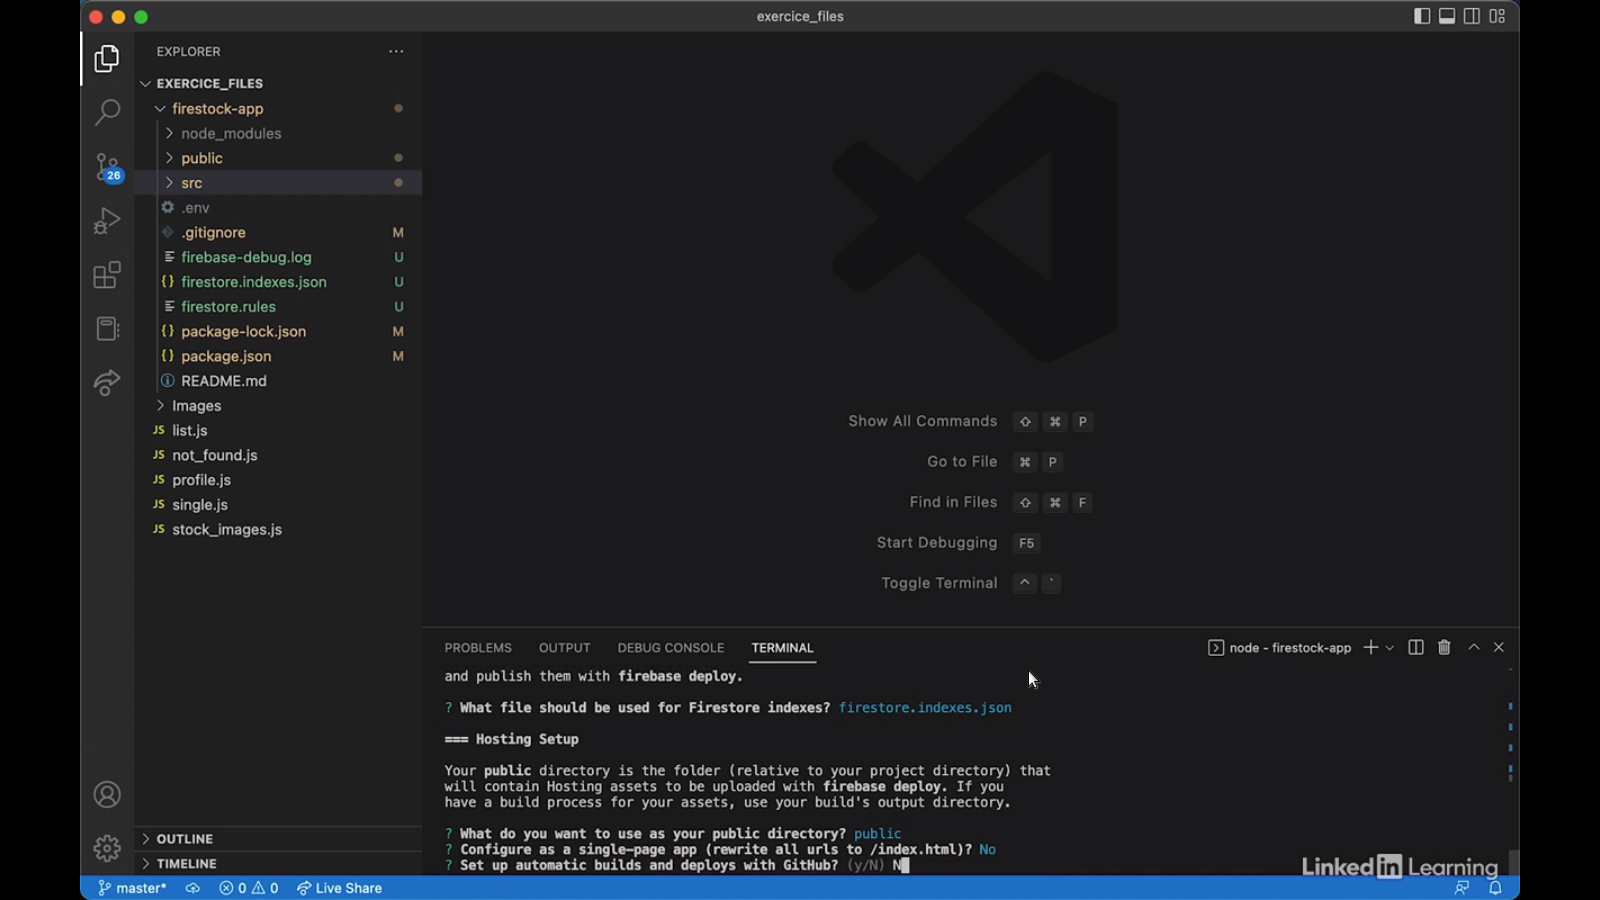 exercice_files
EXPLORER
EXERCICE_FILES
firestock-app
node_modules
public
src
.env
.gitignore M
firebase-debug.log U
firestore.indexes.json U
firestore.rules U
package-lock.json M
package.json M
README.md
Images
JS list.js
JS not_found.js
JS profile.js
JS single.js
JS stock_images.js
26
OUTLINE
TIMELINE
Show All Commands ⇧ ⌘ P
Go to File ⌘ P
Find in Files ⇧ ⌘ F
Start Debugging F5
Toggle Terminal ^ `
PROBLEMS OUTPUT DEBUG CONSOLE TERMINAL
node - firestock-app
and publish them with firebase deploy.
? What file should be used for Firestore indexes? firestore.indexes.json
=== Hosting Setup
Your public directory is the folder (relative to your project directory) that
will contain Hosting assets to be uploaded with firebase deploy. If you
have a build process for your assets, use your build's output directory.
? What do you want to use as your public directory? public
? Configure as a single-page app (rewrite all urls to /index.html)? No
? Set up automatic builds and deploys with GitHub? (y/N) N
LinkedIn Learning
master* 0 0 Live Share